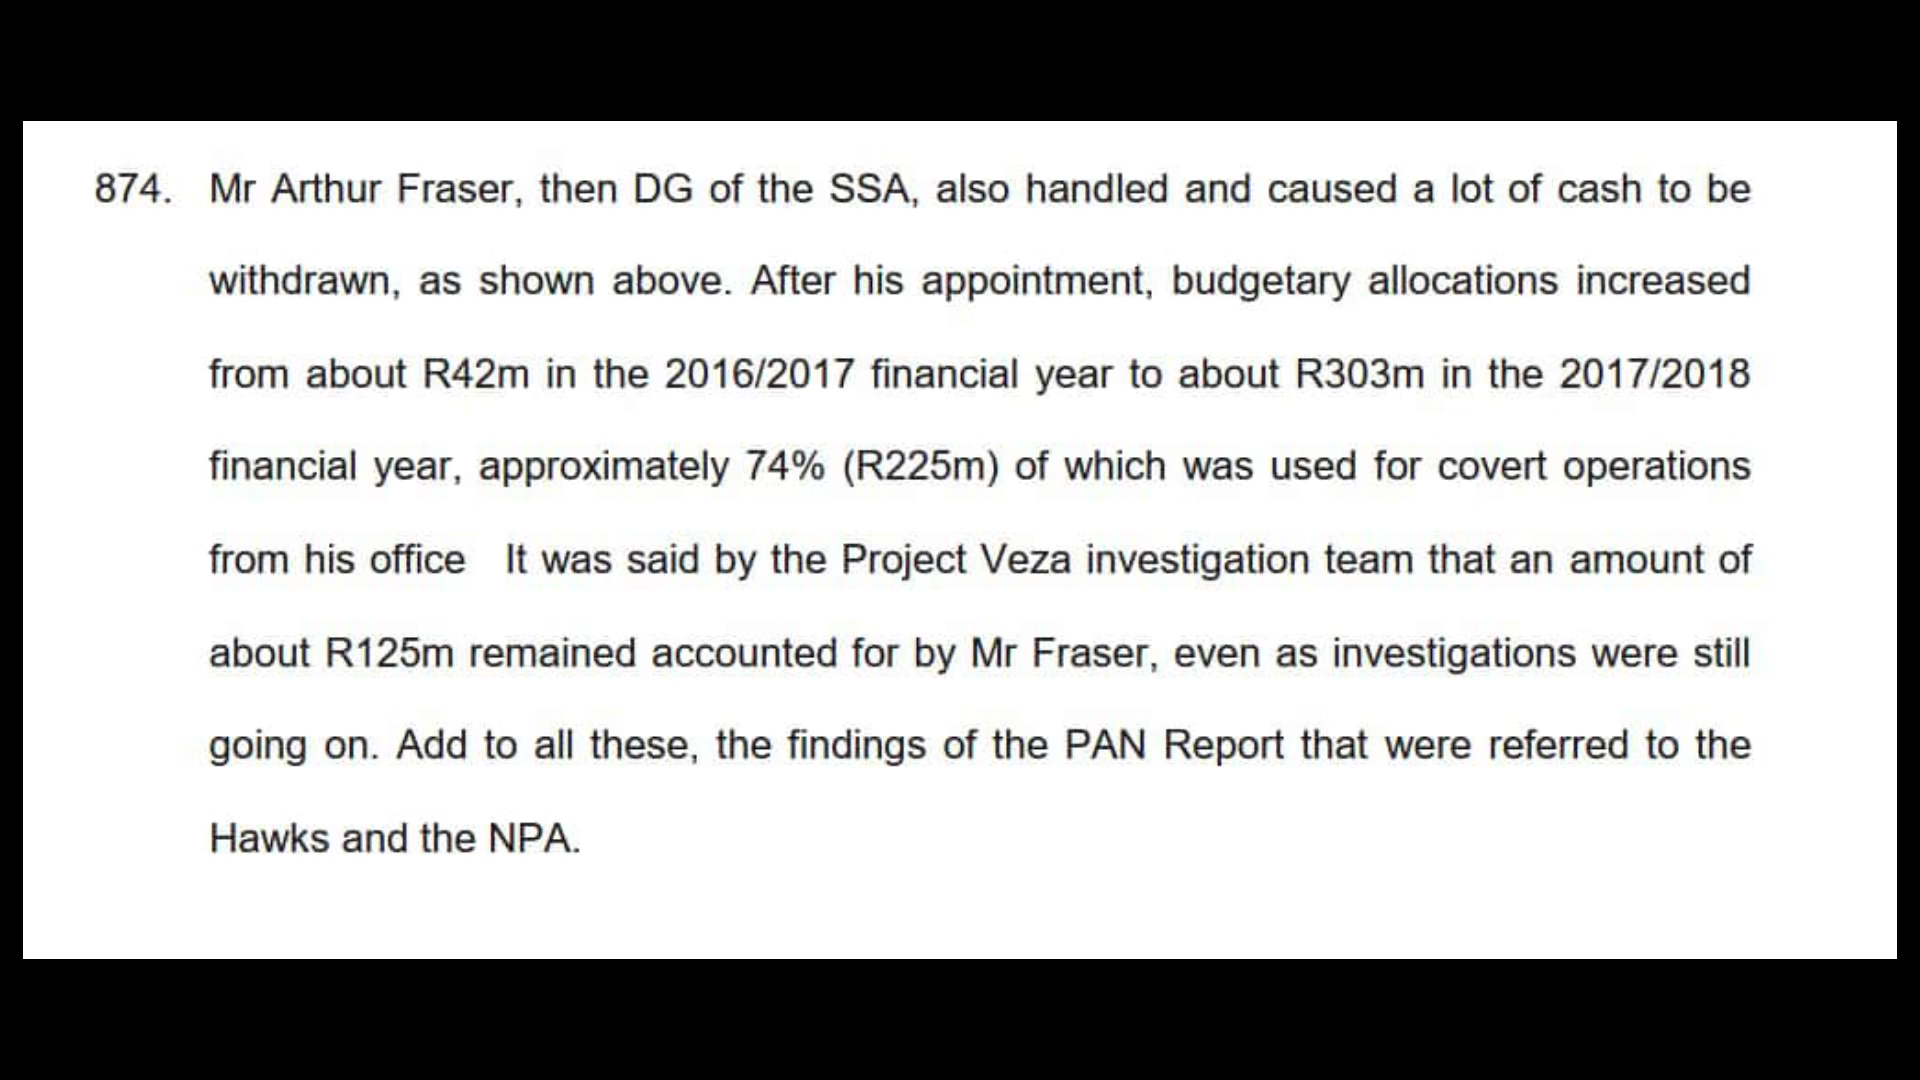 874. Mr Arthur Fraser, then DG of the SSA, also handled and caused a lot of cash to be
withdrawn, as shown above. After his appointment, budgetary allocations increased
from about R42m in the 2016/2017 financial year to about R303m in the 2017/2018
financial year, approximately 74% (R225m) of which was used for covert operations
from his office It was said by the Project Veza investigation team that an amount of
about R125m remained accounted for by Mr Fraser, even as investigations were still
going on. Add to all these, the findings of the PAN Report that were referred to the
Hawks and the NPA.